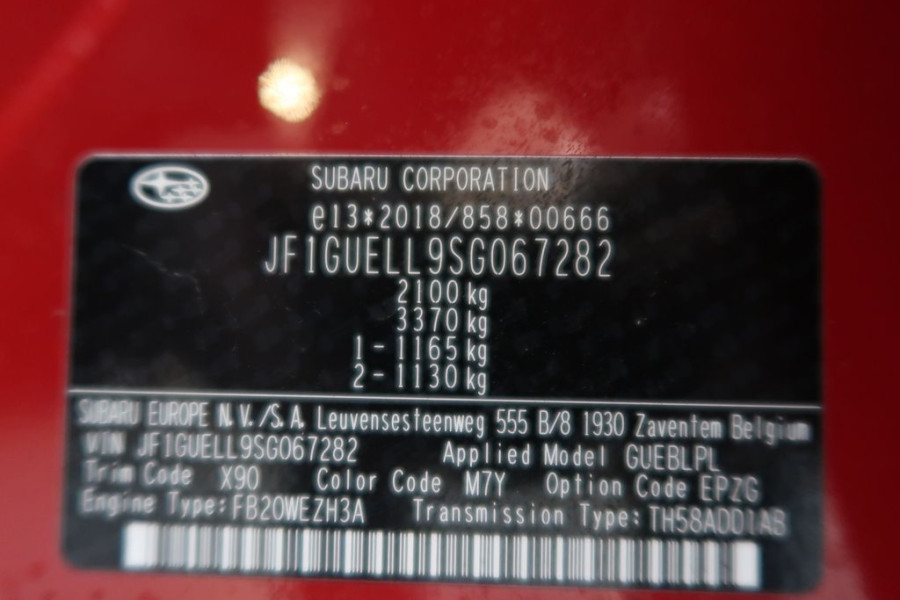 SUBARU CORPORATION
e13*2018/858*00666
JF1GUELL9SG067282
2100 kg
3370 kg
1 - 1165 kg
2 - 1130 kg
SUBARU EUROPE N.V./S.A. Leuvensesteenweg 555 B/8 1930 Zaventem Belgium
VIN JF1GUELL9SG067282 Applied Model GUEBLPL
Trim Code X90 Color Code M7Y Option Code EPZG
Engine Type: FB20WEZH3A Transmission Type: TH58ADD1AB